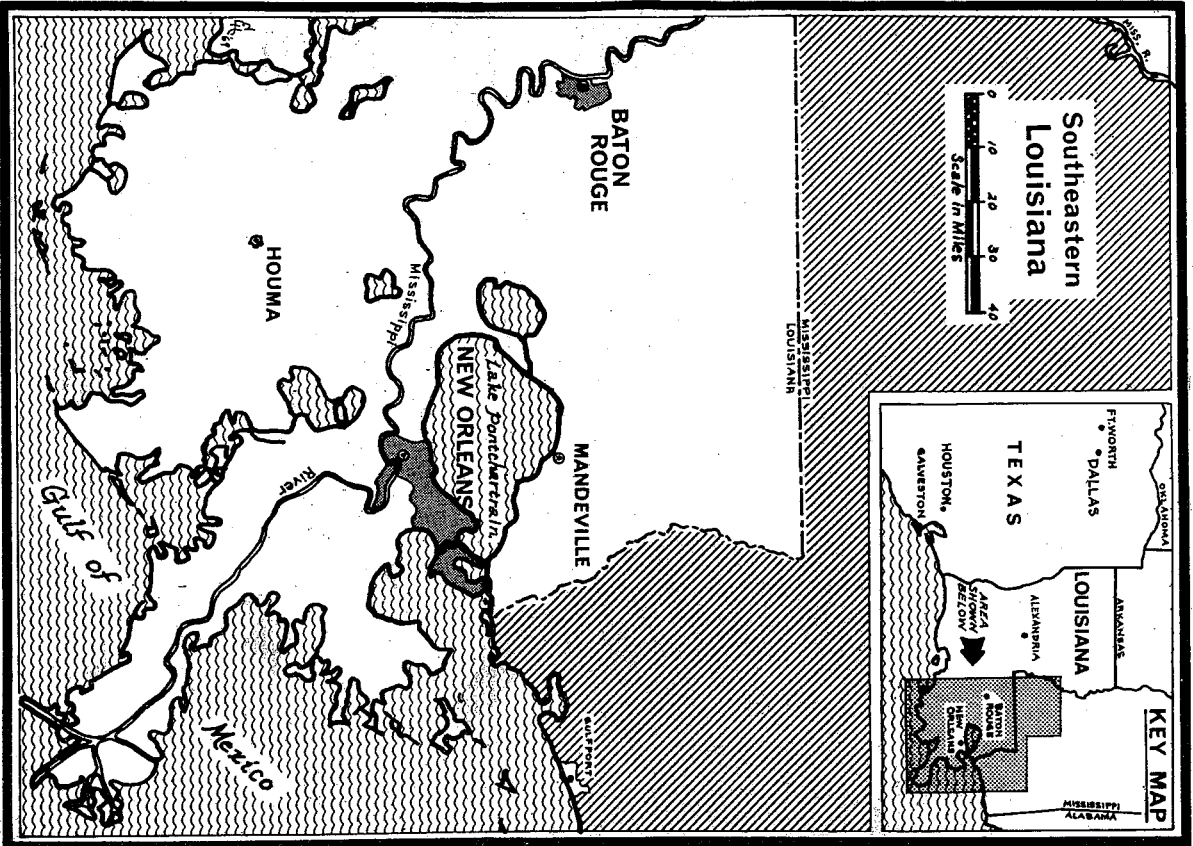 MISS. R.
Southeastern
Louisiana
0 10 20 30 40
Scale in Miles
KEY MAP
OKLAHOMA
ARKANSAS
FT. WORTH
DALLAS
TEXAS
LOUISIANA
MISSISSIPPI
ALABAMA
ALEXANDRIA
HOUSTON
GALVESTON
AREA
SHOWN
BELOW
BATON
ROUGE
NEW
ORLEANS
MISSISSIPPI
LOUISIANA
BATON
ROUGE
MANDEVILLE
GULFPORT
Lake Pontchartrain
NEW ORLEANS
Mississippi
River
HOUMA
Gulf of
Mexico